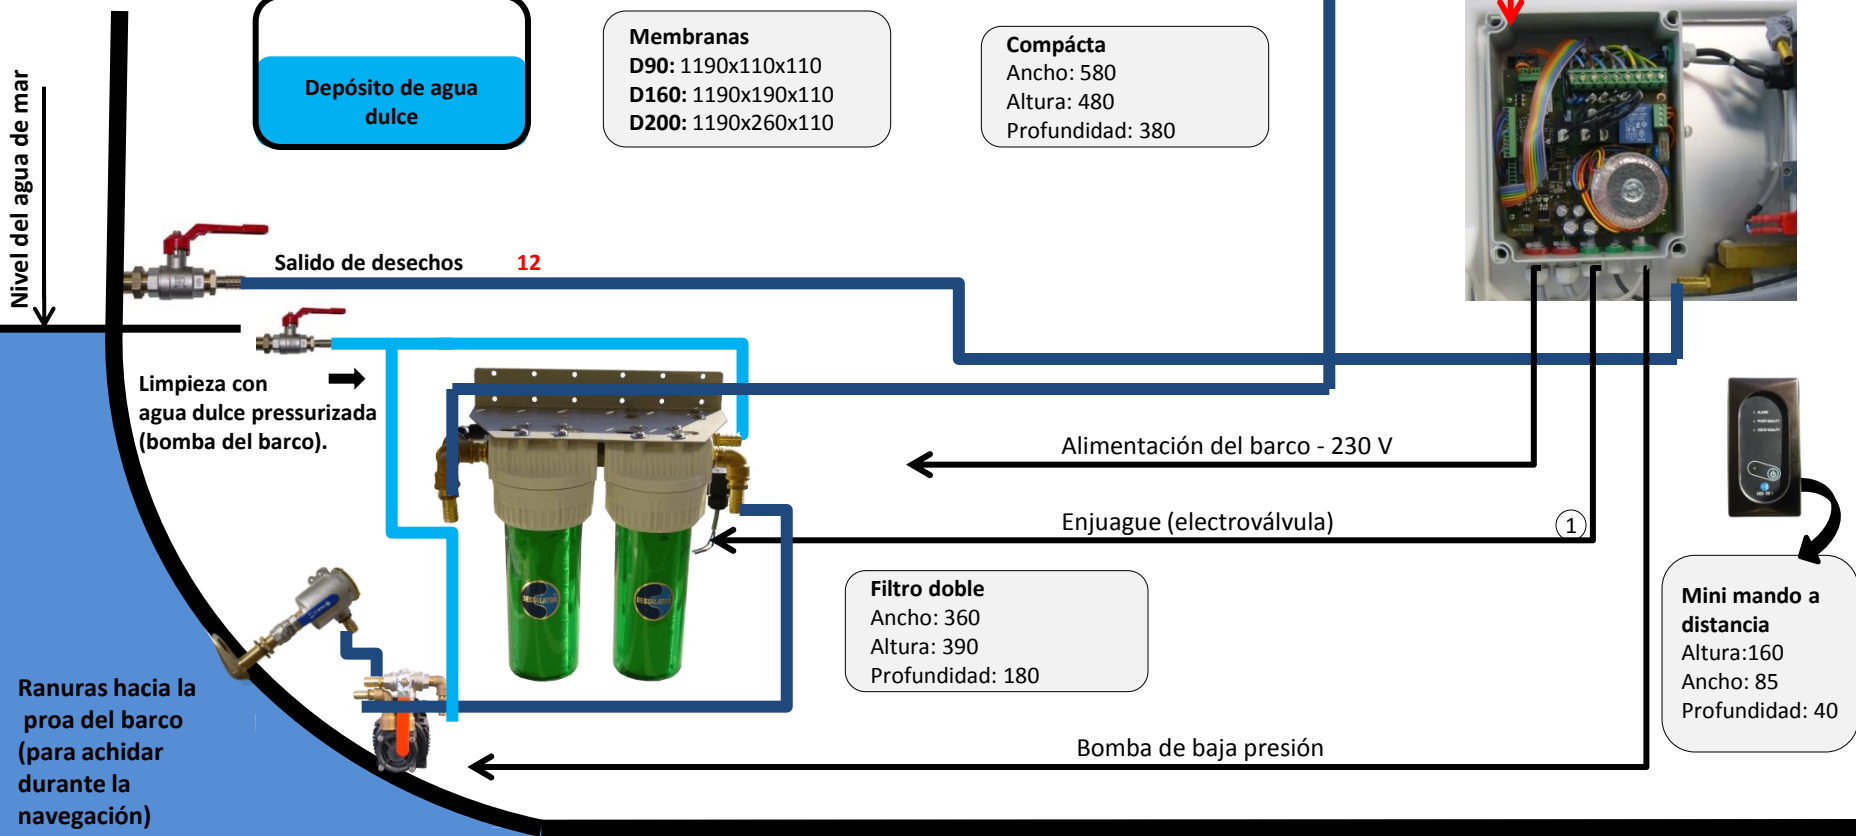 Nivel del agua de mar
Depósito de agua
dulce
Membranas
D90: 1190x110x110
D160: 1190x190x110
D200: 1190x260x110
Compácta
Ancho: 580
Altura: 480
Profundidad: 380
Salido de desechos 12
Limpieza con
agua dulce pressurizada
(bomba del barco).
Alimentación del barco - 230 V
Enjuague (electroválvula)
1
DESSALATOR
DESSALATOR
Filtro doble
Ancho: 360
Altura: 390
Profundidad: 180
ALARM
Mini mando a
distancia
Altura:160
Ancho: 85
Profundidad: 40
Bomba de baja presión
Ranuras hacia la
proa del barco
(para achidar
durante la
navegación)